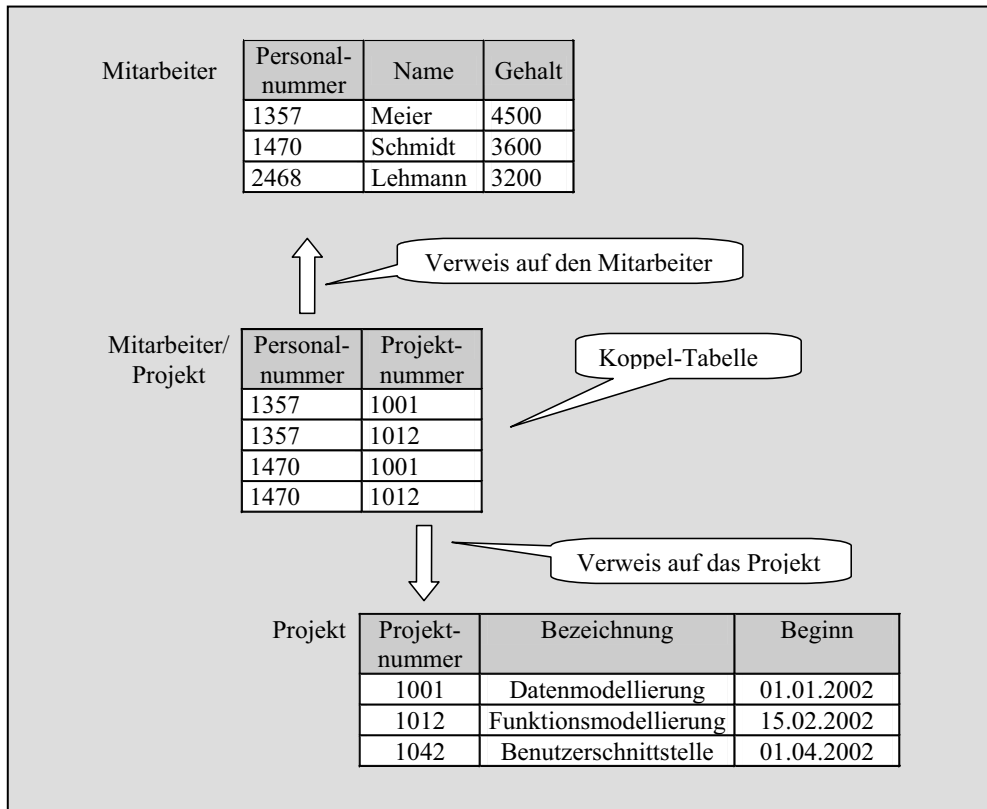 Mitarbeiter
Personal-
nummer
Name
Gehalt
1357 Meier 4500
1470 Schmidt 3600
2468 Lehmann 3200
Verweis auf den Mitarbeiter
Mitarbeiter/
Projekt
Personal-
nummer
Projekt-
nummer
Koppel-Tabelle
1357 1001
1357 1012
1470 1001
1470 1012
Verweis auf das Projekt
Projekt
Projekt-
nummer
Bezeichnung
Beginn
1001 Datenmodellierung 01.01.2002
1012 Funktionsmodellierung 15.02.2002
1042 Benutzerschnittstelle 01.04.2002